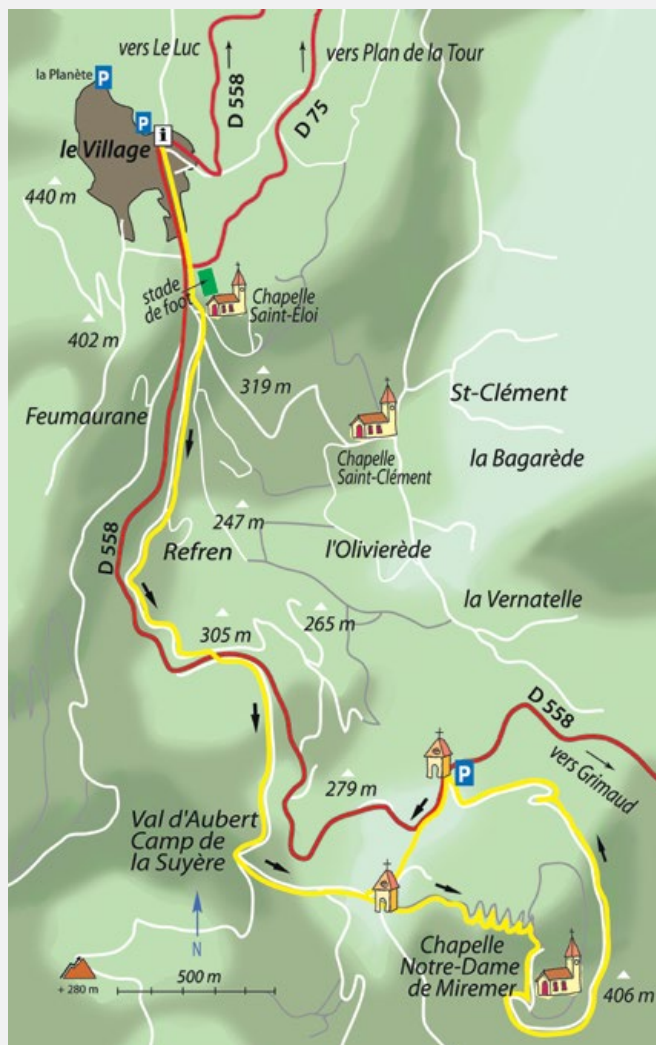 vers Le Luc
vers Plan de la Tour
la Planète
P
D 558
D 75
P
i
le Village
440 m
stade
de foot
Chapelle
Saint-Éloi
402 m
319 m
St-Clément
Feumaurane
Chapelle
Saint-Clément
la Bagarède
247 m
D 558
Refren
l'Olivierède
la Vernatelle
305 m
265 m
D 558
vers Grimaud
P
279 m
Val d'Aubert
Camp de
la Suyère
N
Chapelle
Notre-Dame
de Miremer
+ 280 m
500 m
406 m